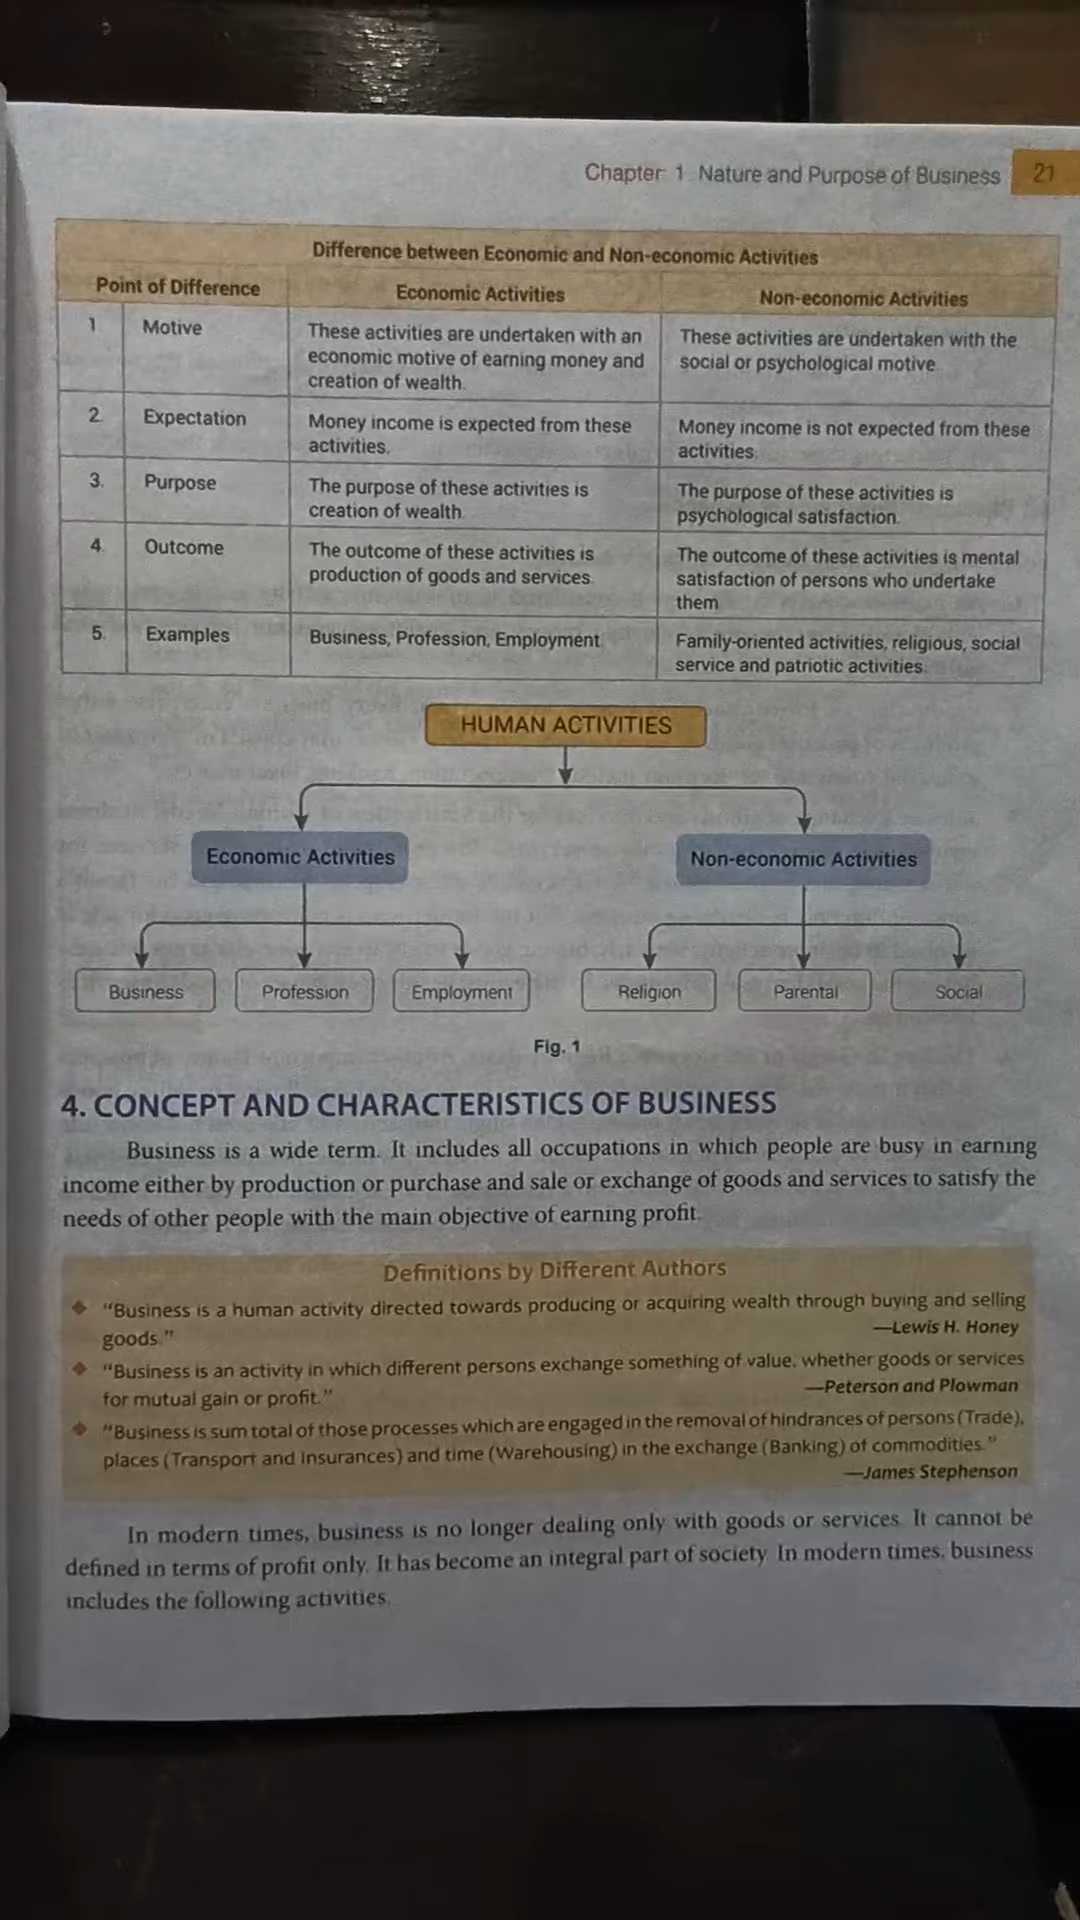 Chapter 1 Nature and Purpose of Business 21
Difference between Economic and Non-economic Activities
Point of Difference Economic Activities Non-economic Activities
1 Motive These activities are undertaken with an These activities are undertaken with the
economic motive of earning money and social or psychological motive
creation of wealth.
2. Expectation Money income is expected from these Money income is not expected from these
activities. activities.
3. Purpose The purpose of these activities is The purpose of these activities is
creation of wealth. psychological satisfaction.
4. Outcome The outcome of these activities is The outcome of these activities is mental
production of goods and services. satisfaction of persons who undertake
them
5. Examples Business, Profession, Employment. Family-oriented activities, religious, social
service and patriotic activities.
HUMAN ACTIVITIES
Economic Activities Non-economic Activities
Business Profession Employment Religion Parental Social
Fig. 1
4. CONCEPT AND CHARACTERISTICS OF BUSINESS
Business is a wide term. It includes all occupations in which people are busy in earning
income either by production or purchase and sale or exchange of goods and services to satisfy the
needs of other people with the main objective of earning profit.
Definitions by Different Authors
❖ “Business is a human activity directed towards producing or acquiring wealth through buying and selling
goods.” —Lewis H. Honey
❖ “Business is an activity in which different persons exchange something of value, whether goods or services
for mutual gain or profit.” —Peterson and Plowman
❖ “Business is sum total of those processes which are engaged in the removal of hindrances of persons (Trade),
places (Transport and Insurances) and time (Warehousing) in the exchange (Banking) of commodities.”
—James Stephenson
In modern times, business is no longer dealing only with goods or services. It cannot be
defined in terms of profit only. It has become an integral part of society. In modern times, business
includes the following activities.